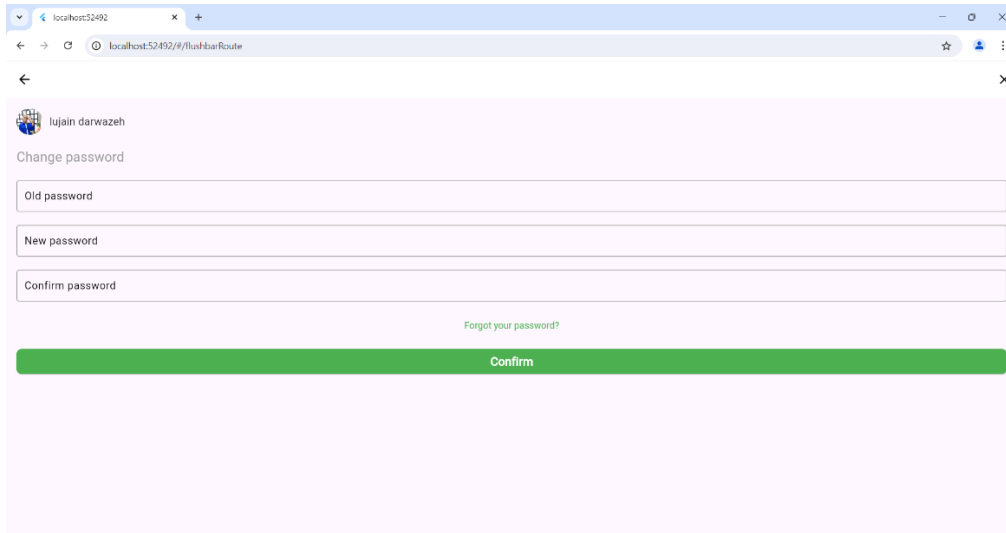 localhost:52492
localhost:52492/#/flushbarRoute
lujain darwazeh
Change password
Old password
New password
Confirm password
Forgot your password?
Confirm